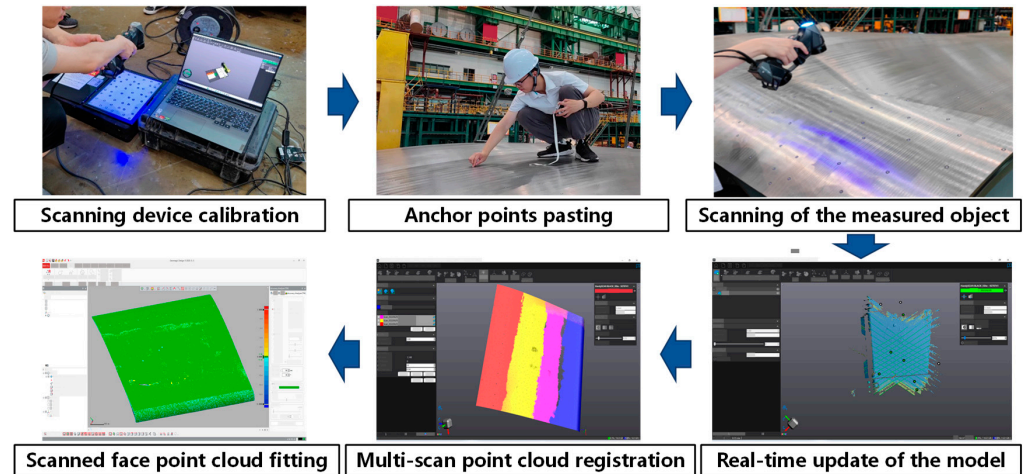 Scanning device calibration
Anchor points pasting
Scanning of the measured object
Scanned face point cloud fitting
Multi-scan point cloud registration
Real-time update of the model